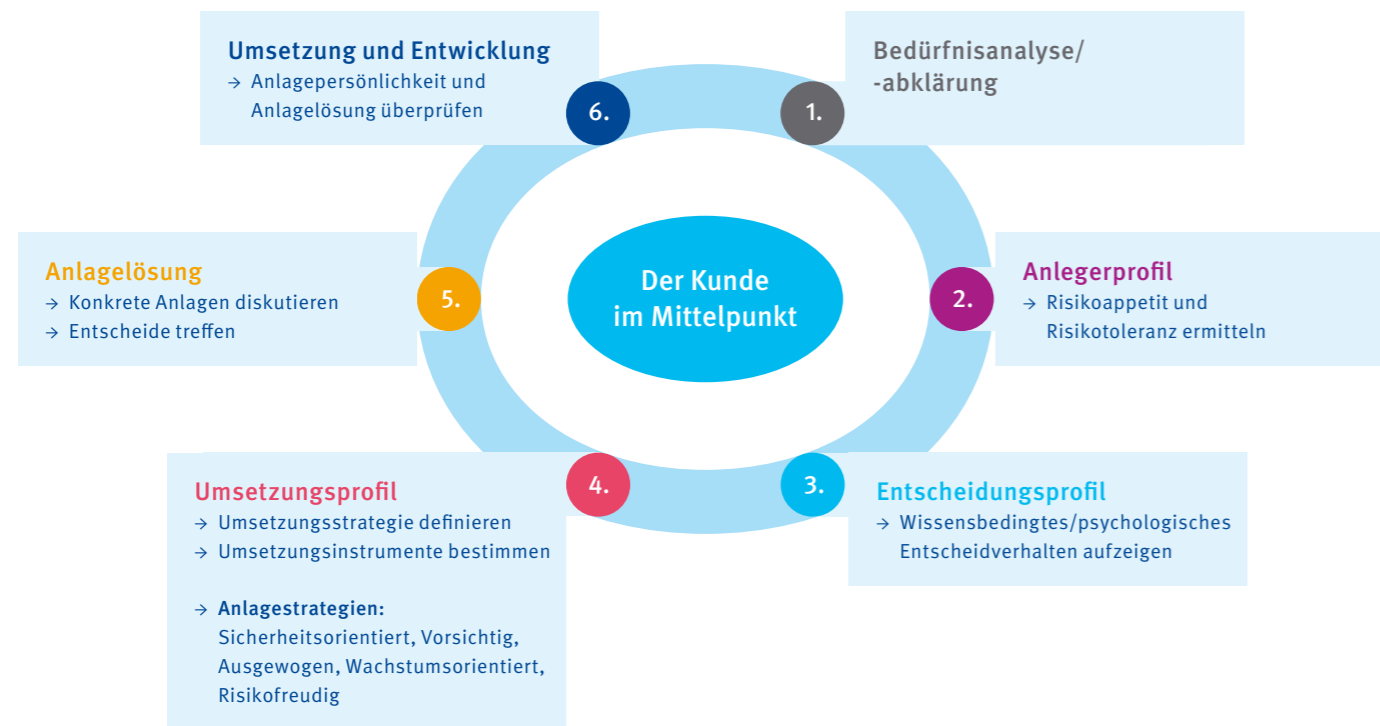 Umsetzung und Entwicklung
→ Anlagepersönlichkeit und
Anlagelösung überprüfen
6.
Bedürfnisanalyse/
-abklärung
1.
Anlagelösung
→ Konkrete Anlagen diskutieren
→ Entscheide treffen
5.
Der Kunde
im Mittelpunkt
2.
Anlegerprofil
→ Risikoappetit und
Risikotoleranz ermitteln
Umsetzungsprofil
→ Umsetzungsstrategie definieren
→ Umsetzungsinstrumente bestimmen
→ Anlagestrategien:
Sicherheitsorientiert, Vorsichtig,
Ausgewogen, Wachstumsorientiert,
Risikofreudig
4.
3.
Entscheidungsprofil
→ Wissensbedingtes/psychologisches
Entscheidverhalten aufzeigen